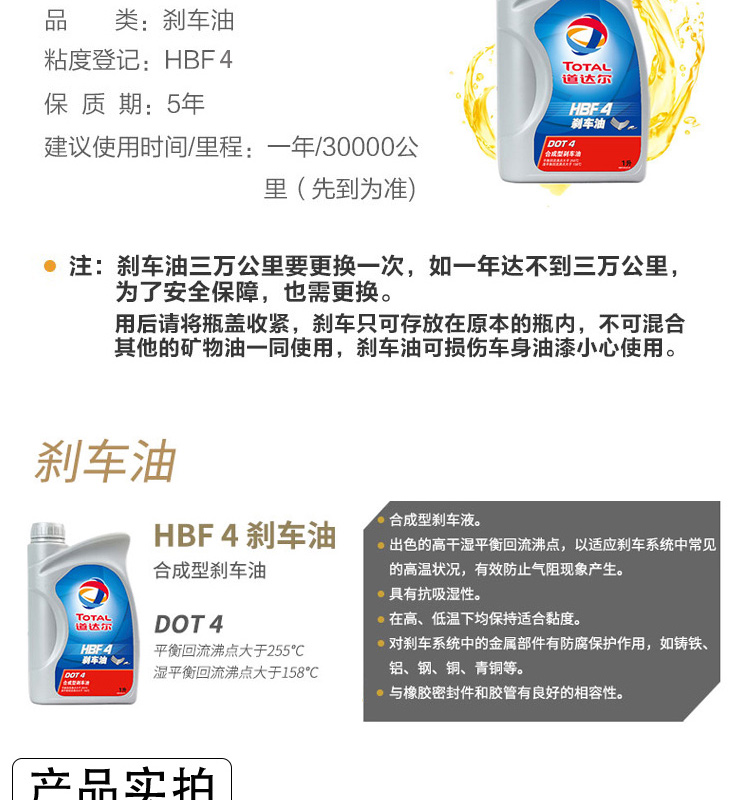 品 类：刹车油
粘度登记：HBF 4
保 质 期：5年
建议使用时间/里程：一年/30000公
里（先到为准)
TOTAL
道达尔
HBF 4
刹车油
DOT 4
合成型刹车油
1升
注：刹车油三万公里要更换一次，如一年达不到三万公里，
为了安全保障，也需更换。
用后请将瓶盖收紧，刹车只可存放在原本的瓶内，不可混合
其他的矿物油一同使用，刹车油可损伤车身油漆小心使用。
刹车油
TOTAL
道达尔
HBF 4
刹车油
DOT 4
合成型刹车油
HBF 4 刹车油
合成型刹车油
DOT 4
平衡回流沸点大于255℃
湿平衡回流沸点大于158℃
合成型刹车液。
出色的高干湿平衡回流沸点，以适应刹车系统中常见
的高温状况，有效防止气阻现象产生。
具有抗吸湿性。
在高、低温下均保持适合黏度。
对刹车系统中的金属部件有防腐保护作用，如铸铁、
铝、钢、铜、青铜等。
与橡胶密封件和胶管有良好的相容性。
产品实拍